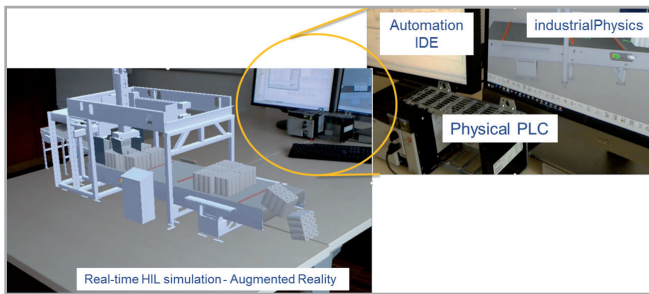 Automation
IDE
industrialPhysics
Physical PLC
Real-time HIL simulation - Augmented Reality